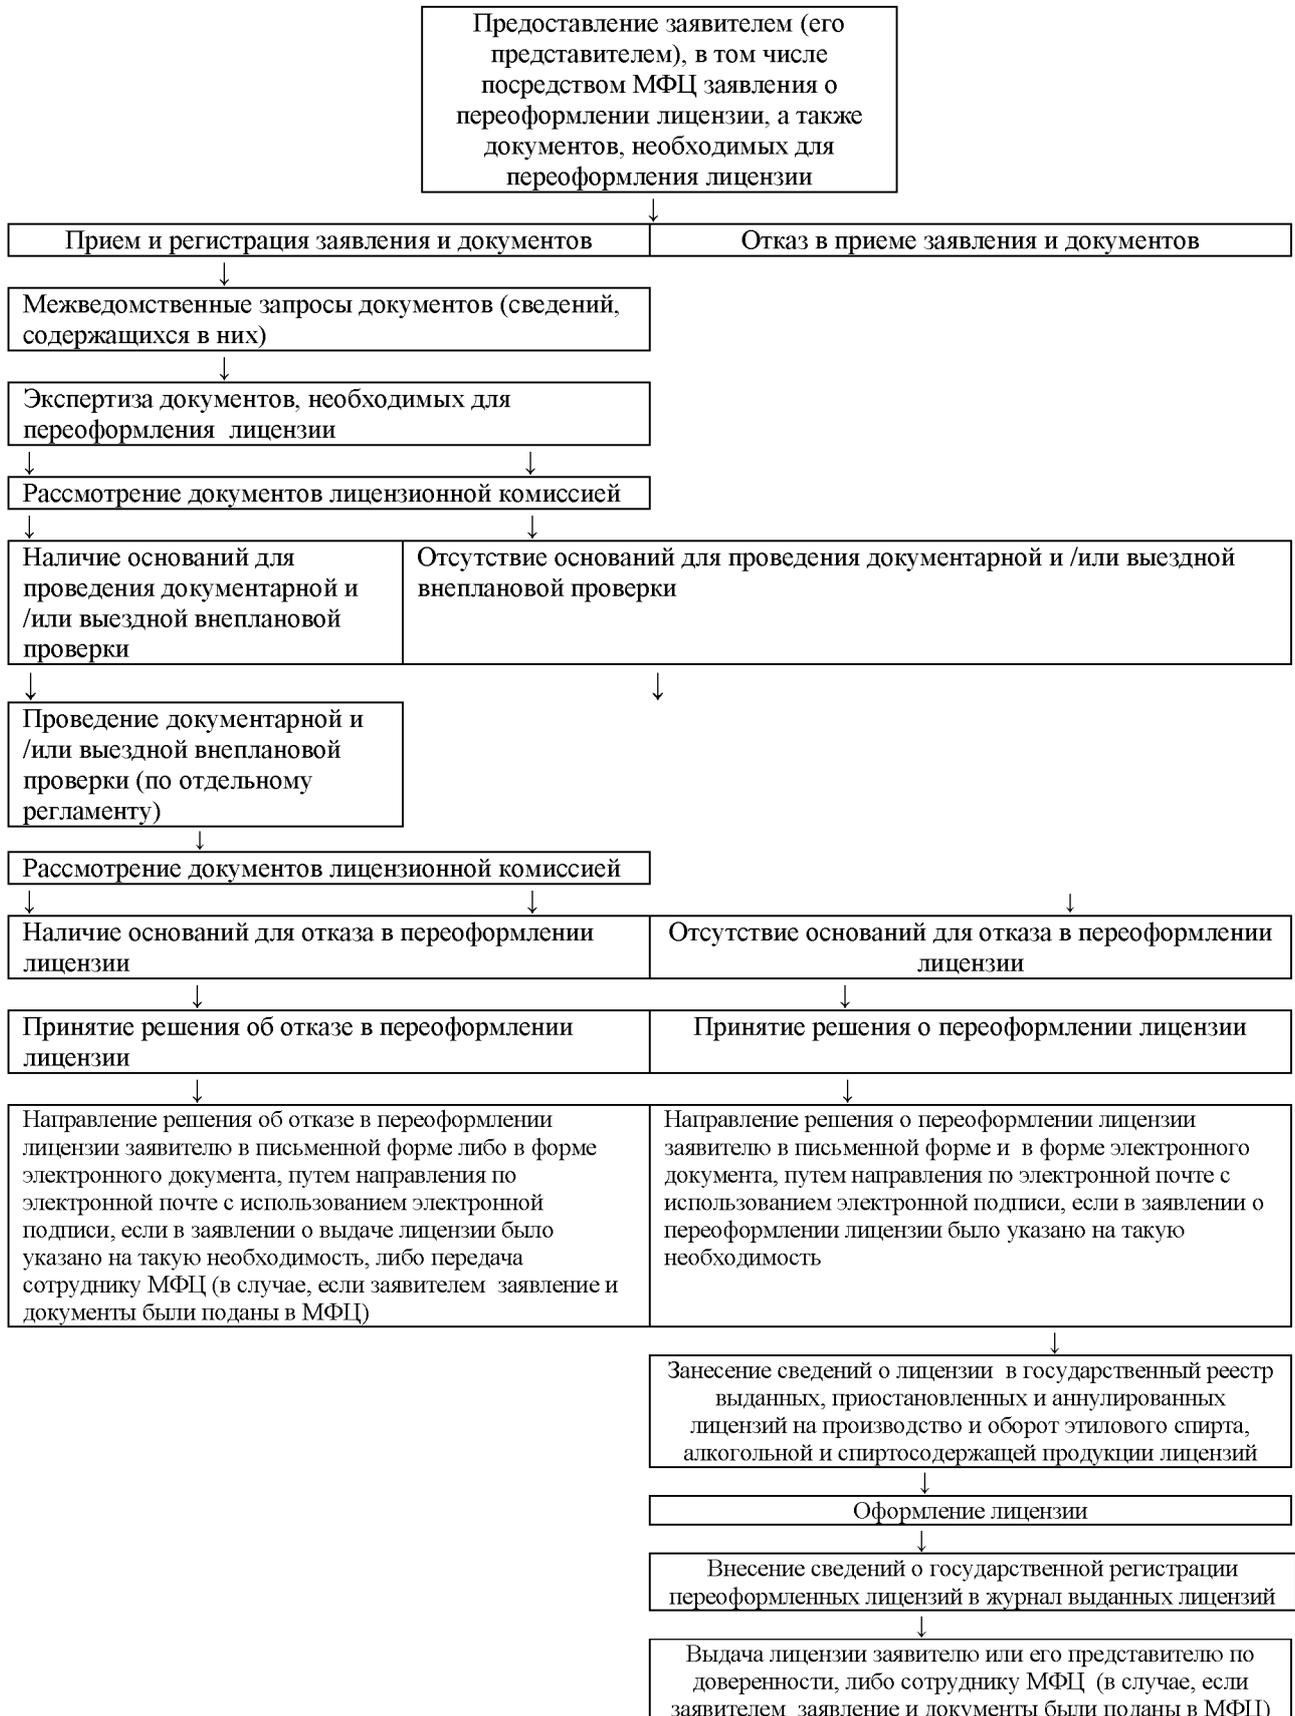 Предоставление заявителем (его
представителем), в том числе
посредством МФЦ заявления о
переоформлении лицензии, а также
документов, необходимых для
переоформления лицензии
↓
Прием и регистрация заявления и документов
Отказ в приеме заявления и документов
↓
Межведомственные запросы документов (сведений,
содержащихся в них)
↓
Экспертиза документов, необходимых для
переоформления лицензии
↓ ↓
Рассмотрение документов лицензионной комиссией
↓ ↓
Наличие оснований для
проведения документарной и
/или выездной внеплановой
проверки
Отсутствие оснований для проведения документарной и /или выездной
внеплановой проверки
↓ ↓
Проведение документарной и
/или выездной внеплановой
проверки (по отдельному
регламенту)
↓
Рассмотрение документов лицензионной комиссией
↓ ↓ ↓
Наличие оснований для отказа в переоформлении
лицензии
Отсутствие оснований для отказа в переоформлении
лицензии
↓ ↓
Принятие решения об отказе в переоформлении
лицензии
Принятие решения о переоформлении лицензии
↓ ↓
Направление решения об отказе в переоформлении
лицензии заявителю в письменной форме либо в форме
электронного документа, путем направления по
электронной почте с использованием электронной
подписи, если в заявлении о выдаче лицензии было
указано на такую необходимость, либо передача
сотруднику МФЦ (в случае, если заявителем заявление и
документы были поданы в МФЦ)
Направление решения о переоформлении лицензии
заявителю в письменной форме и в форме электронного
документа, путем направления по электронной почте с
использованием электронной подписи, если в заявлении о
переоформлении лицензии было указано на такую
необходимость
↓
Занесение сведений о лицензии в государственный реестр
выданных, приостановленных и аннулированных
лицензий на производство и оборот этилового спирта,
алкогольной и спиртосодержащей продукции лицензий
↓
Оформление лицензии
↓
Внесение сведений о государственной регистрации
переоформленных лицензий в журнал выданных лицензий
↓
Выдача лицензии заявителю или его представителю по
доверенности, либо сотруднику МФЦ (в случае, если
заявителем заявление и документы были поданы в МФЦ)